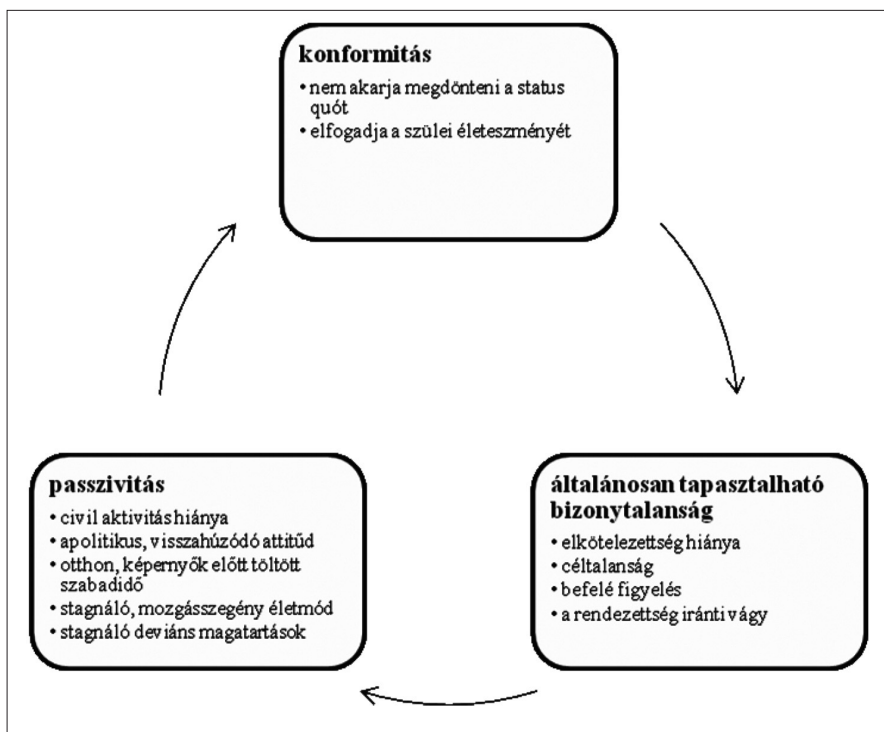 konformitás
• nem akarja megdönteni a status
quót
• elfogadja a szülei életeszményét
passzivitás
• civil aktivitás hiánya
• apolitikus, visszahúzódó attitűd
• otthon, képernyők előtt töltött
szabadidő
• stagnáló, mozgásszegény életmód
• stagnáló deviáns magatartások
általánosan tapasztalható
bizonytalanság
• elkötelezettség hiánya
• céltalanság
• befelé figyelés
• a rendezettség iránti vágy